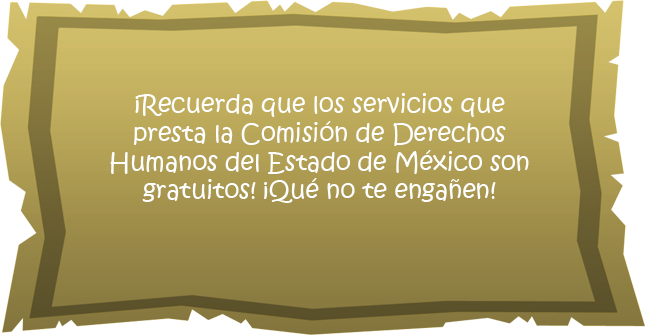 ¡Recuerda que los servicios que
presta la Comisión de Derechos
Humanos del Estado de México son
gratuitos! ¡Qué no te engañen!